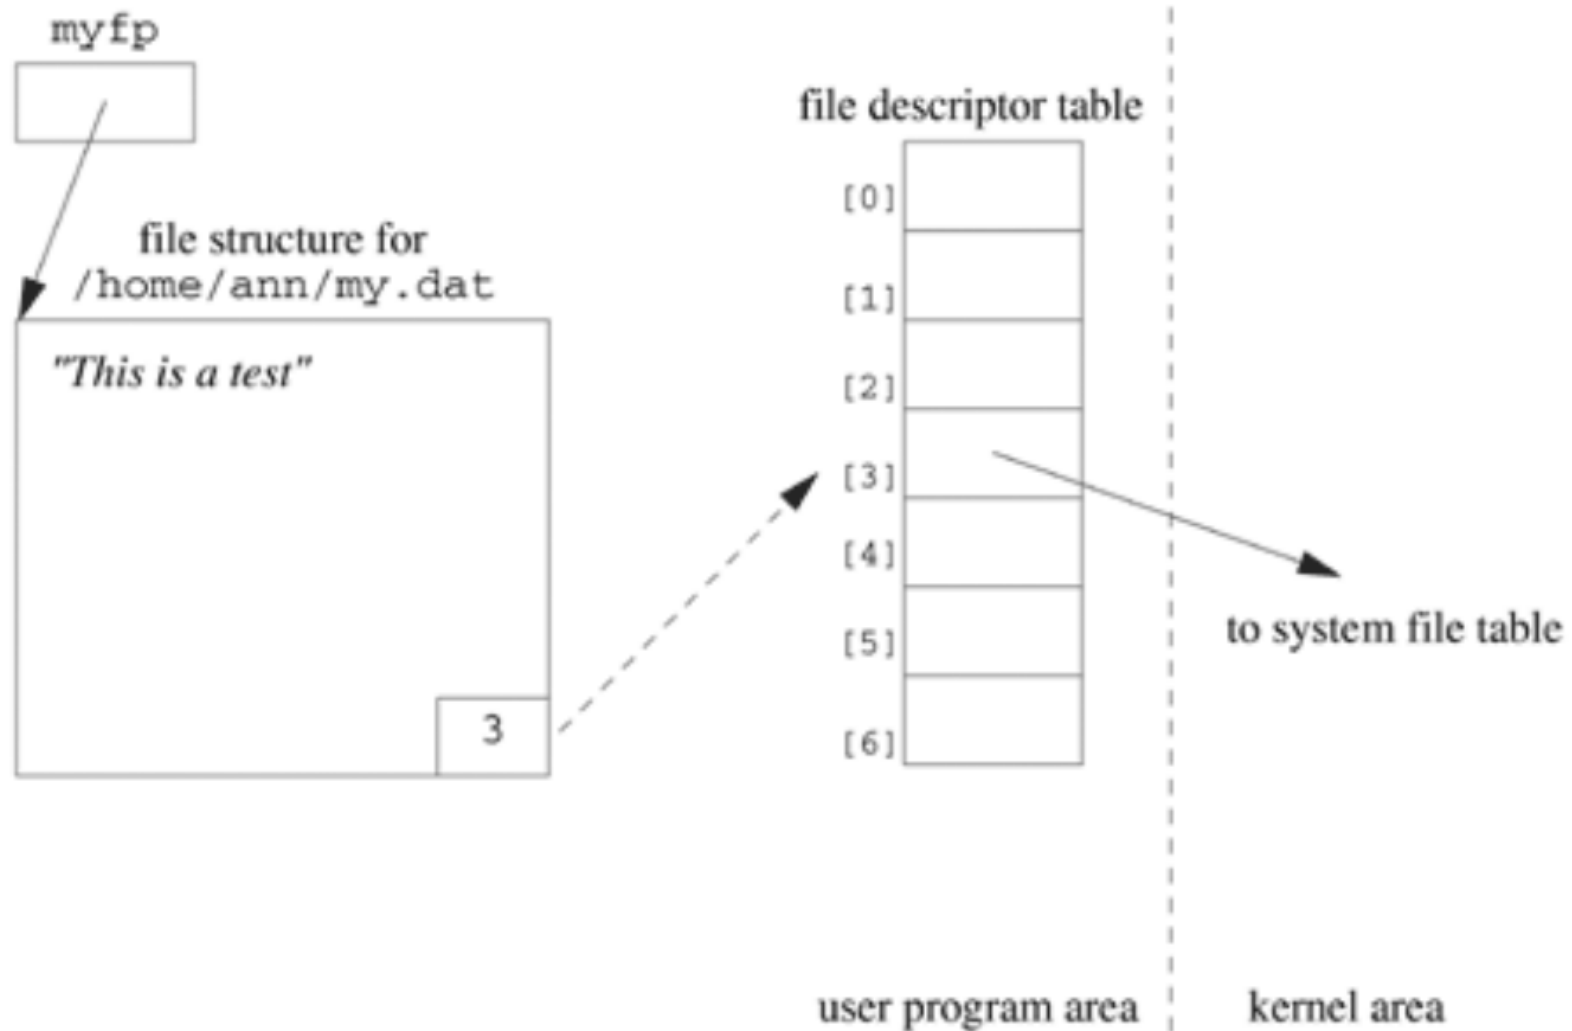 myfp
file descriptor table
file structure for
/home/ann/my.dat
"This is a test"
3
[0]
[1]
[2]
[3]
[4]
[5]
[6]
to system file table
user program area
kernel area